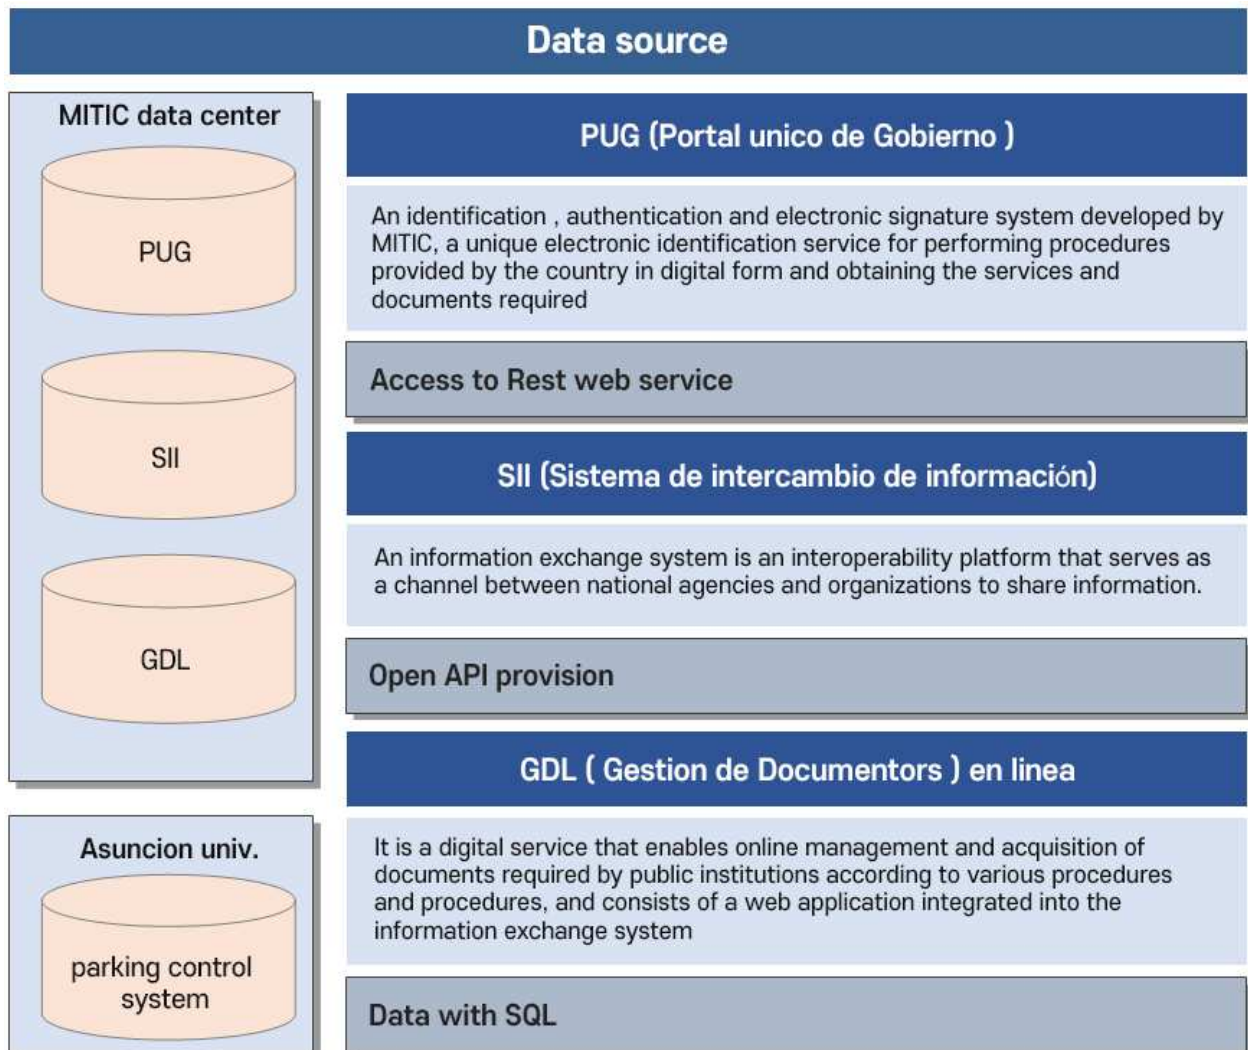 Data source
MITIC data center
PUG
SII
GDL
Asuncion univ.
parking control
system
PUG (Portal unico de Gobierno )
An identification , authentication and electronic signature system developed by
MITIC, a unique electronic identification service for performing procedures
provided by the country in digital form and obtaining the services and
documents required
Access to Rest web service
SII (Sistema de intercambio de información)
An information exchange system is an interoperability platform that serves as
a channel between national agencies and organizations to share information.
Open API provision
GDL ( Gestion de Documentors ) en linea
It is a digital service that enables online management and acquisition of
documents required by public institutions according to various procedures
and procedures, and consists of a web application integrated into the
information exchange system
Data with SQL